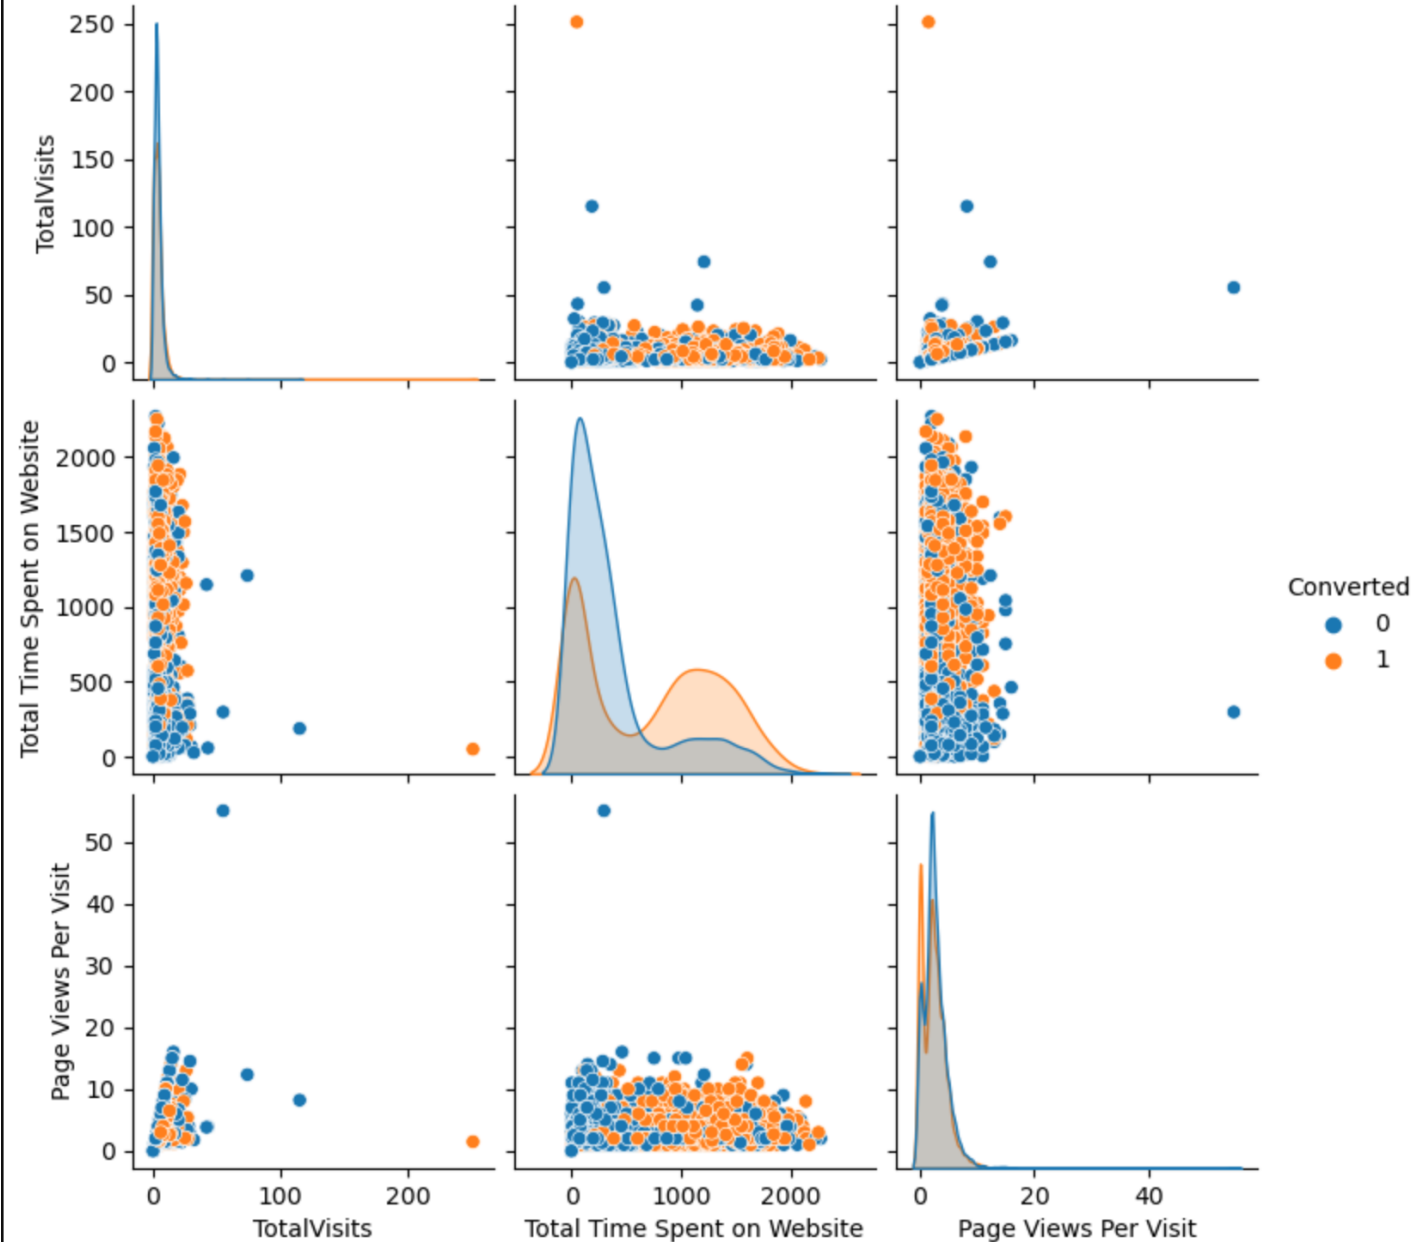 250
200
150
100
50
0
TotalVisits
2000
1500
1000
500
0
Total Time Spent on Website
Converted
0
1
50
40
30
20
10
0
Page Views Per Visit
0 100 200
TotalVisits
0 1000 2000
Total Time Spent on Website
0 20 40
Page Views Per Visit